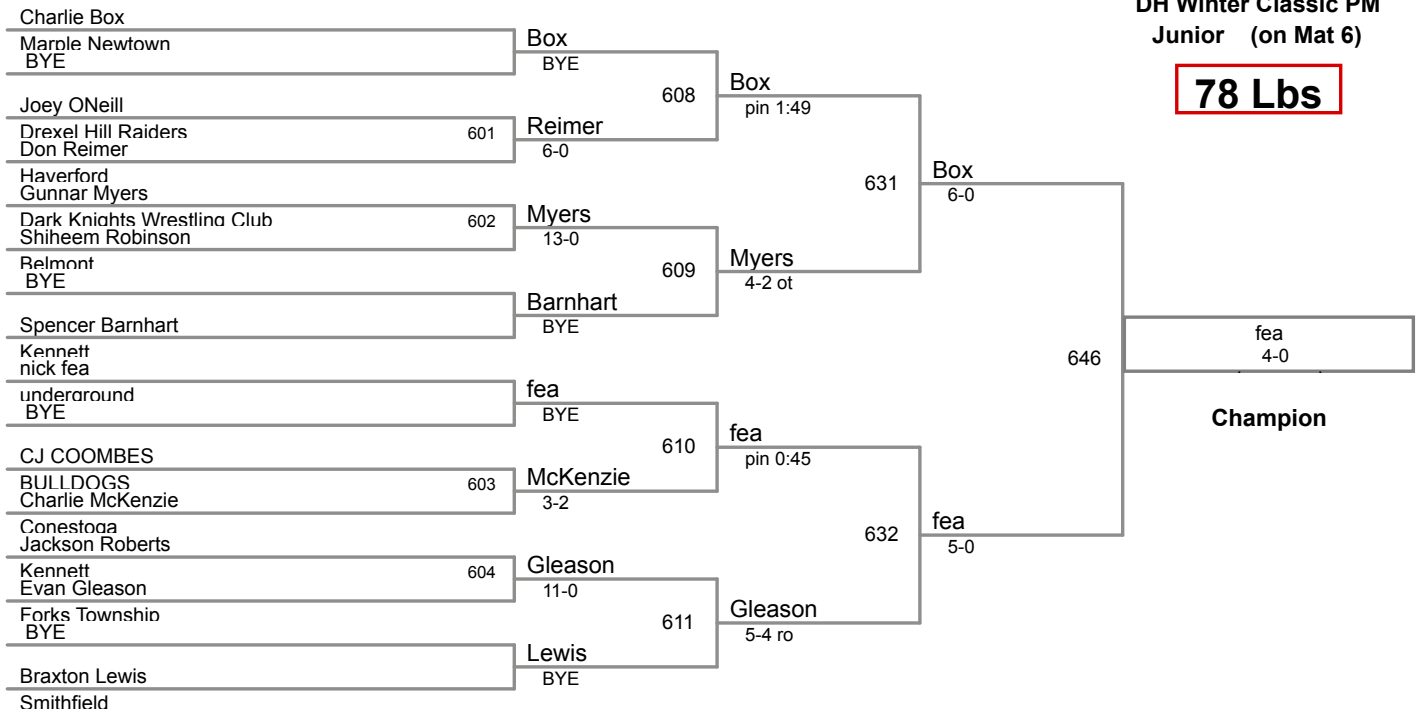 DH Winter Classic PM
Junior (on Mat 6)
78 Lbs
Charlie Box
Marple Newtown
BYE
Joey ONeill
Drexel Hill Raiders
601
Don Reimer
Haverford
Gunnar Myers
Dark Knights Wrestling Club
602
Shiheem Robinson
Belmont
BYE
Spencer Barnhart
Kennett
nick fea
underground
BYE
CJ COOMBES
BULLDOGS
603
Charlie McKenzie
Conestoga
Jackson Roberts
Kennett
604
Evan Gleason
Forks Township
BYE
Braxton Lewis
Smithfield
Box
BYE
608
Reimer
6-0
Myers
13-0
609
Barnhart
BYE
fea
BYE
610
McKenzie
3-2
Gleason
11-0
611
Lewis
BYE
Box
pin 1:49
631
Myers
4-2 ot
fea
pin 0:45
632
Gleason
5-4 ro
Box
6-0
646
fea
5-0
fea
4-0
Champion